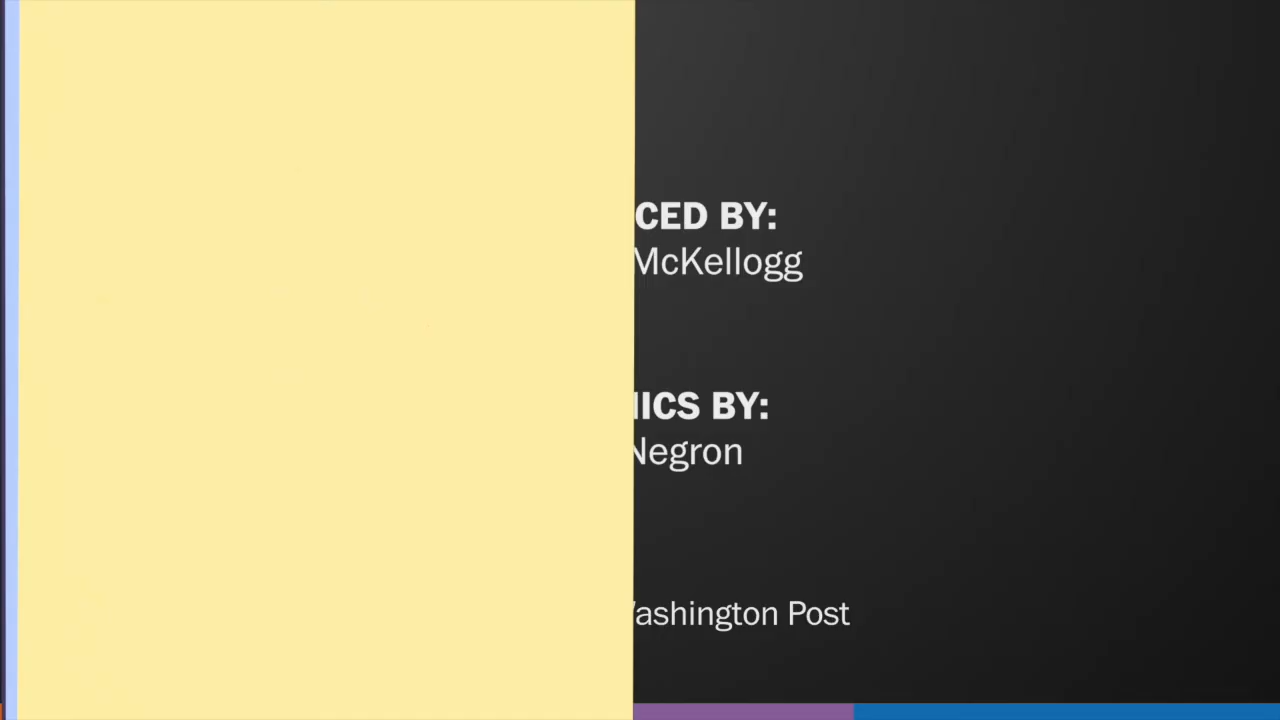 CED BY:
McKellogg
ICS BY:
Negron
ashington Post